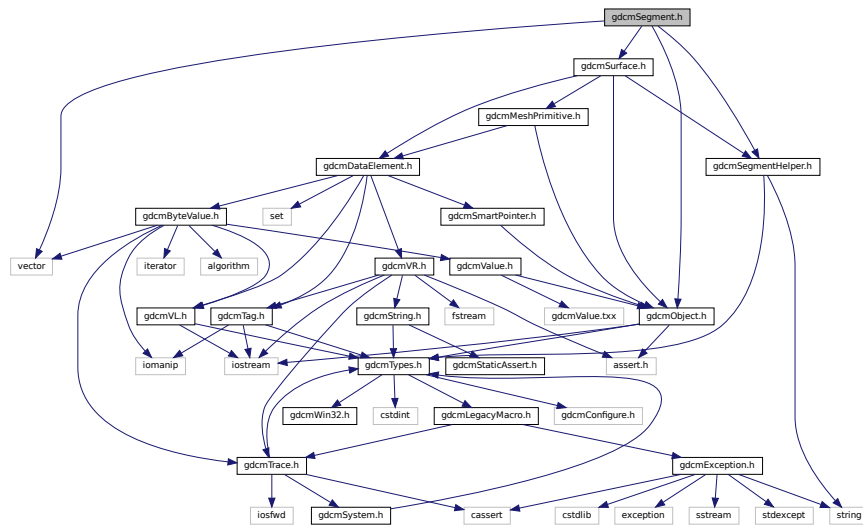 gdcmSegment.h
gdcmSurface.h
gdcmMeshPrimitive.h
gdcmDataElement.h
gdcmSegmentHelper.h
gdcmByteValue.h
set
gdcmSmartPointer.h
vector
iterator
algorithm
gdcmVR.h
gdcmValue.h
gdcmVL.h
gdcmTag.h
gdcmString.h
fstream
gdcmValue.txx
gdcmObject.h
iomanip
iostream
gdcmTypes.h
gdcmStaticAssert.h
assert.h
gdcmWin32.h
cstdint
gdcmLegacyMacro.h
gdcmConfigure.h
gdcmTrace.h
gdcmException.h
iosfwd
gdcmSystem.h
cassert
cstdlib
exception
sstream
stdexcept
string